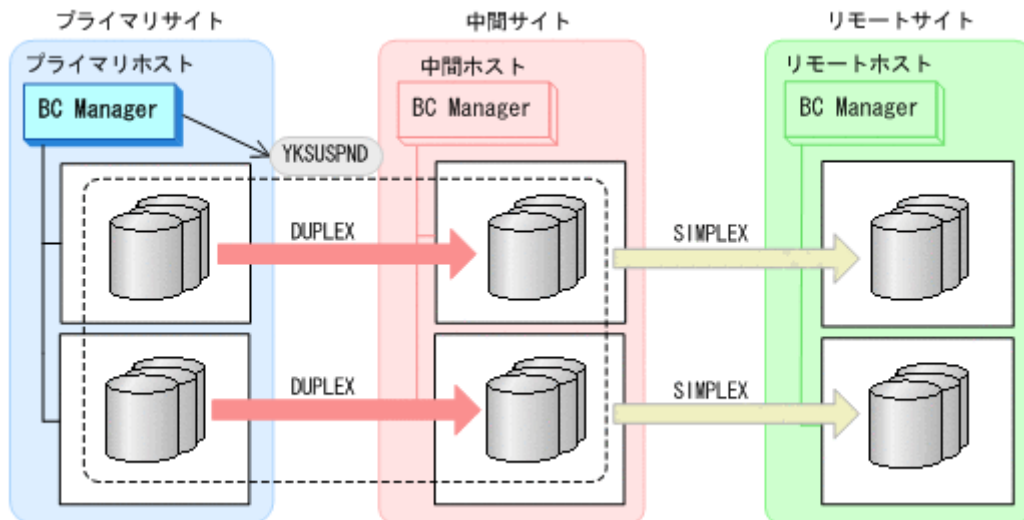 プライマリサイト
中間サイト
リモートサイト
プライマリホスト
中間ホスト
リモートホスト
BC Manager
BC Manager
BC Manager
YKSUSPND
DUPLEX
SIMPLEX
DUPLEX
SIMPLEX